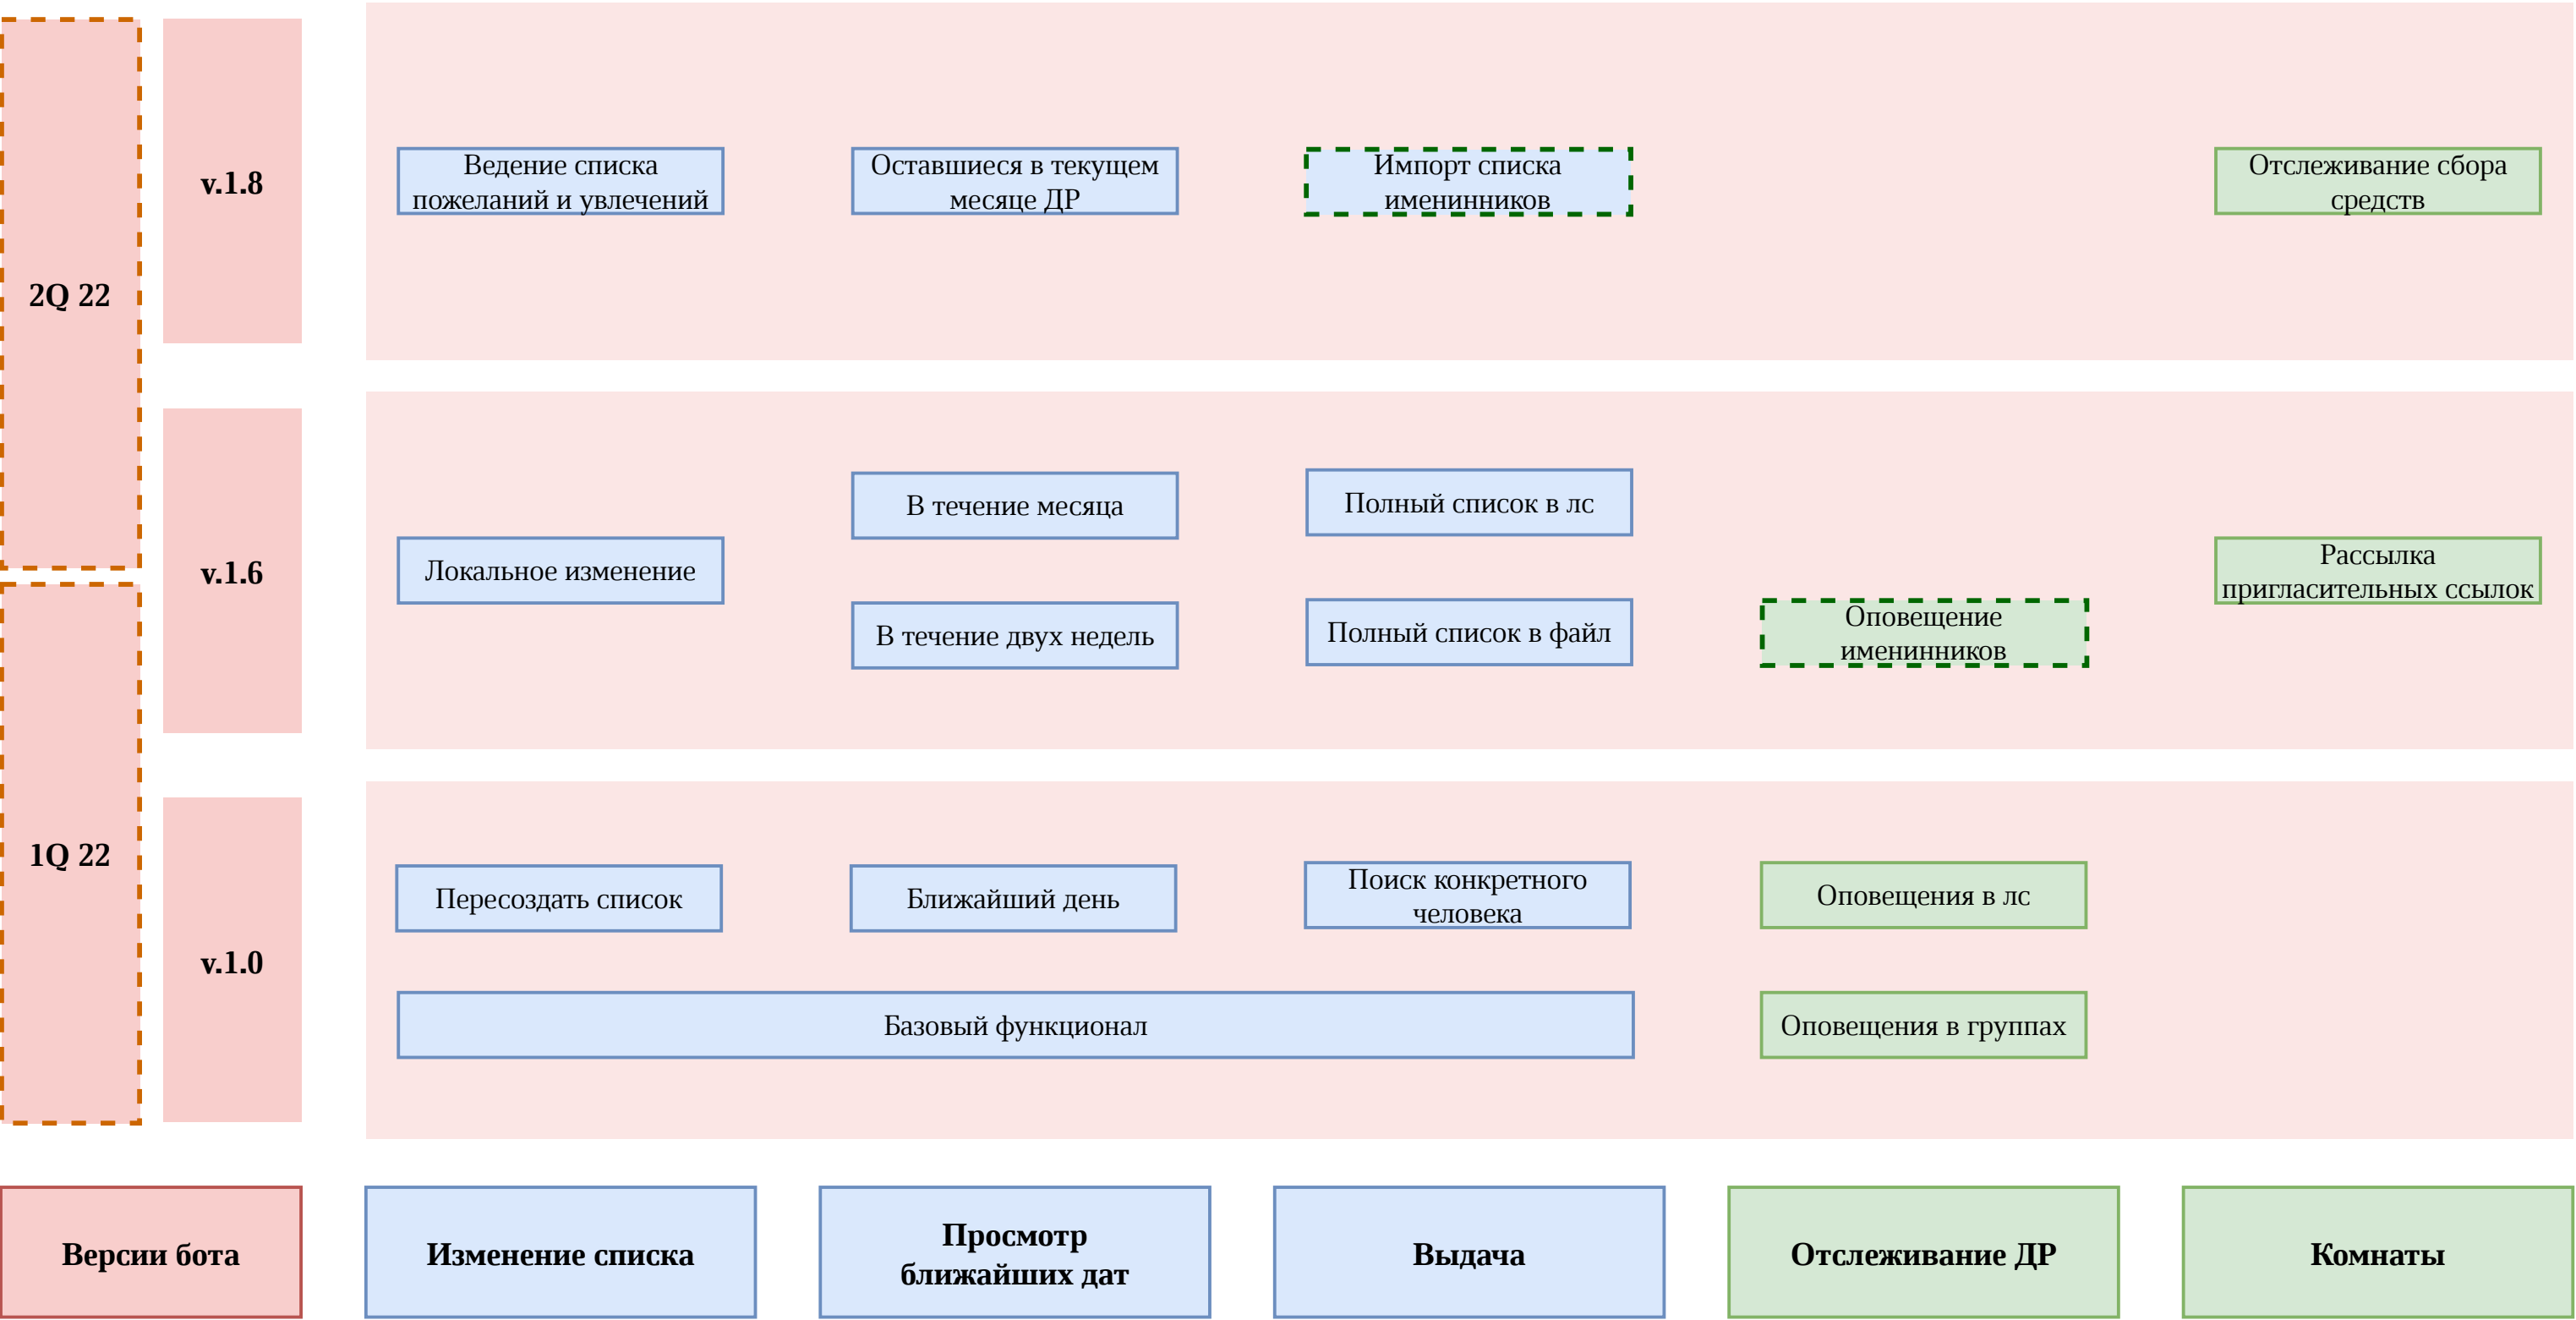 2Q 22
v.1.8
Ведение списка
пожеланий и увлечений
Оставшиеся в текущем
месяце ДР
Импорт списка
именинников
Отслеживание сбора
средств
v.1.6
Локальное изменение
В течение месяца
В течение двух недель
Полный список в лс
Полный список в файл
Оповещение
именинников
Рассылка
пригласительных ссылок
1Q 22
v.1.0
Пересоздать список
Ближайший день
Поиск конкретного
человека
Оповещения в лс
Базовый функционал
Оповещения в группах
Версии бота
Изменение списка
Просмотр
ближайших дат
Выдача
Отслеживание ДР
Комнаты